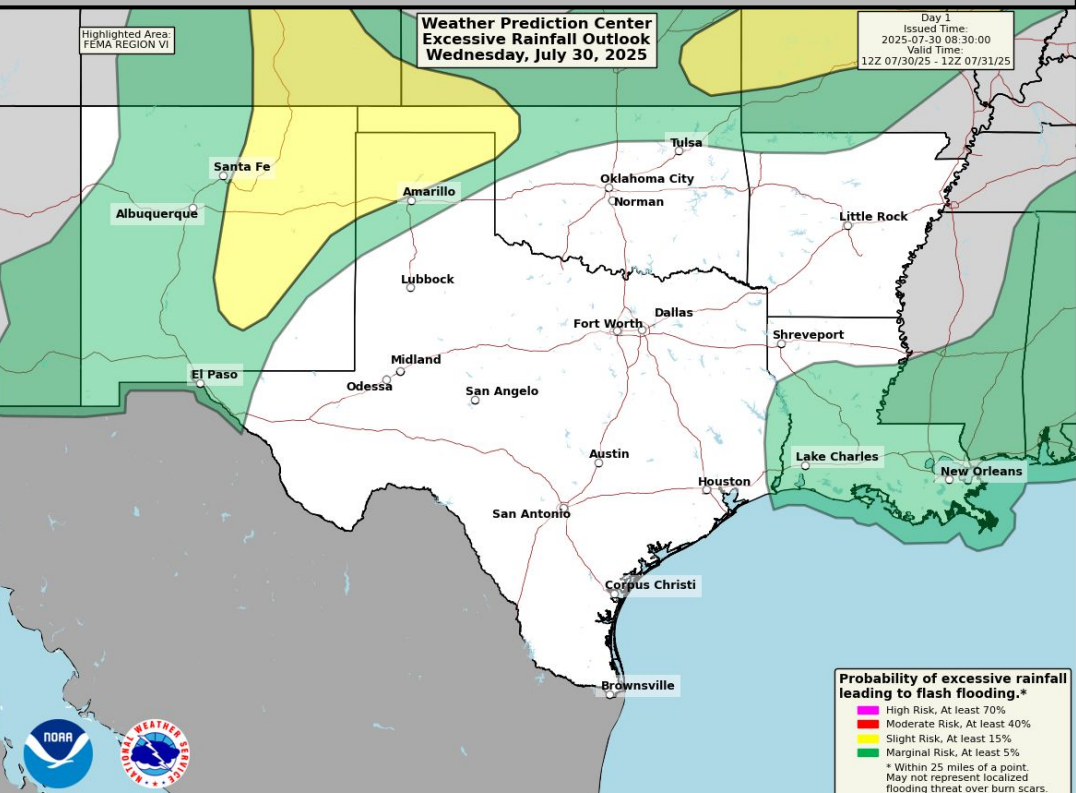 Highlighted Area:
FEMA REGION VI
Weather Prediction Center
Excessive Rainfall Outlook
Wednesday, July 30, 2025
Day 1
Issued Time:
2025-07-30 08:30:00
Valid Time:
12Z 07/30/25 - 12Z 07/31/25
Tulsa
Santa Fe
Oklahoma City
Amarillo
Norman
Albuquerque
Little Rock
Lubbock
Dallas
Fort Worth
Shreveport
Midland
El Paso
Odessa
San Angelo
Austin
Lake Charles
New Orleans
Houston
San Antonio
Corpus Christi
Brownsville
Probability of excessive rainfall
leading to flash flooding.*
High Risk, At least 70%
Moderate Risk, At least 40%
Slight Risk, At least 15%
Marginal Risk, At least 5%
* Within 25 miles of a point.
May not represent localized
flooding threat over burn scars.
NOAA
NATIONAL WEATHER SERVICE